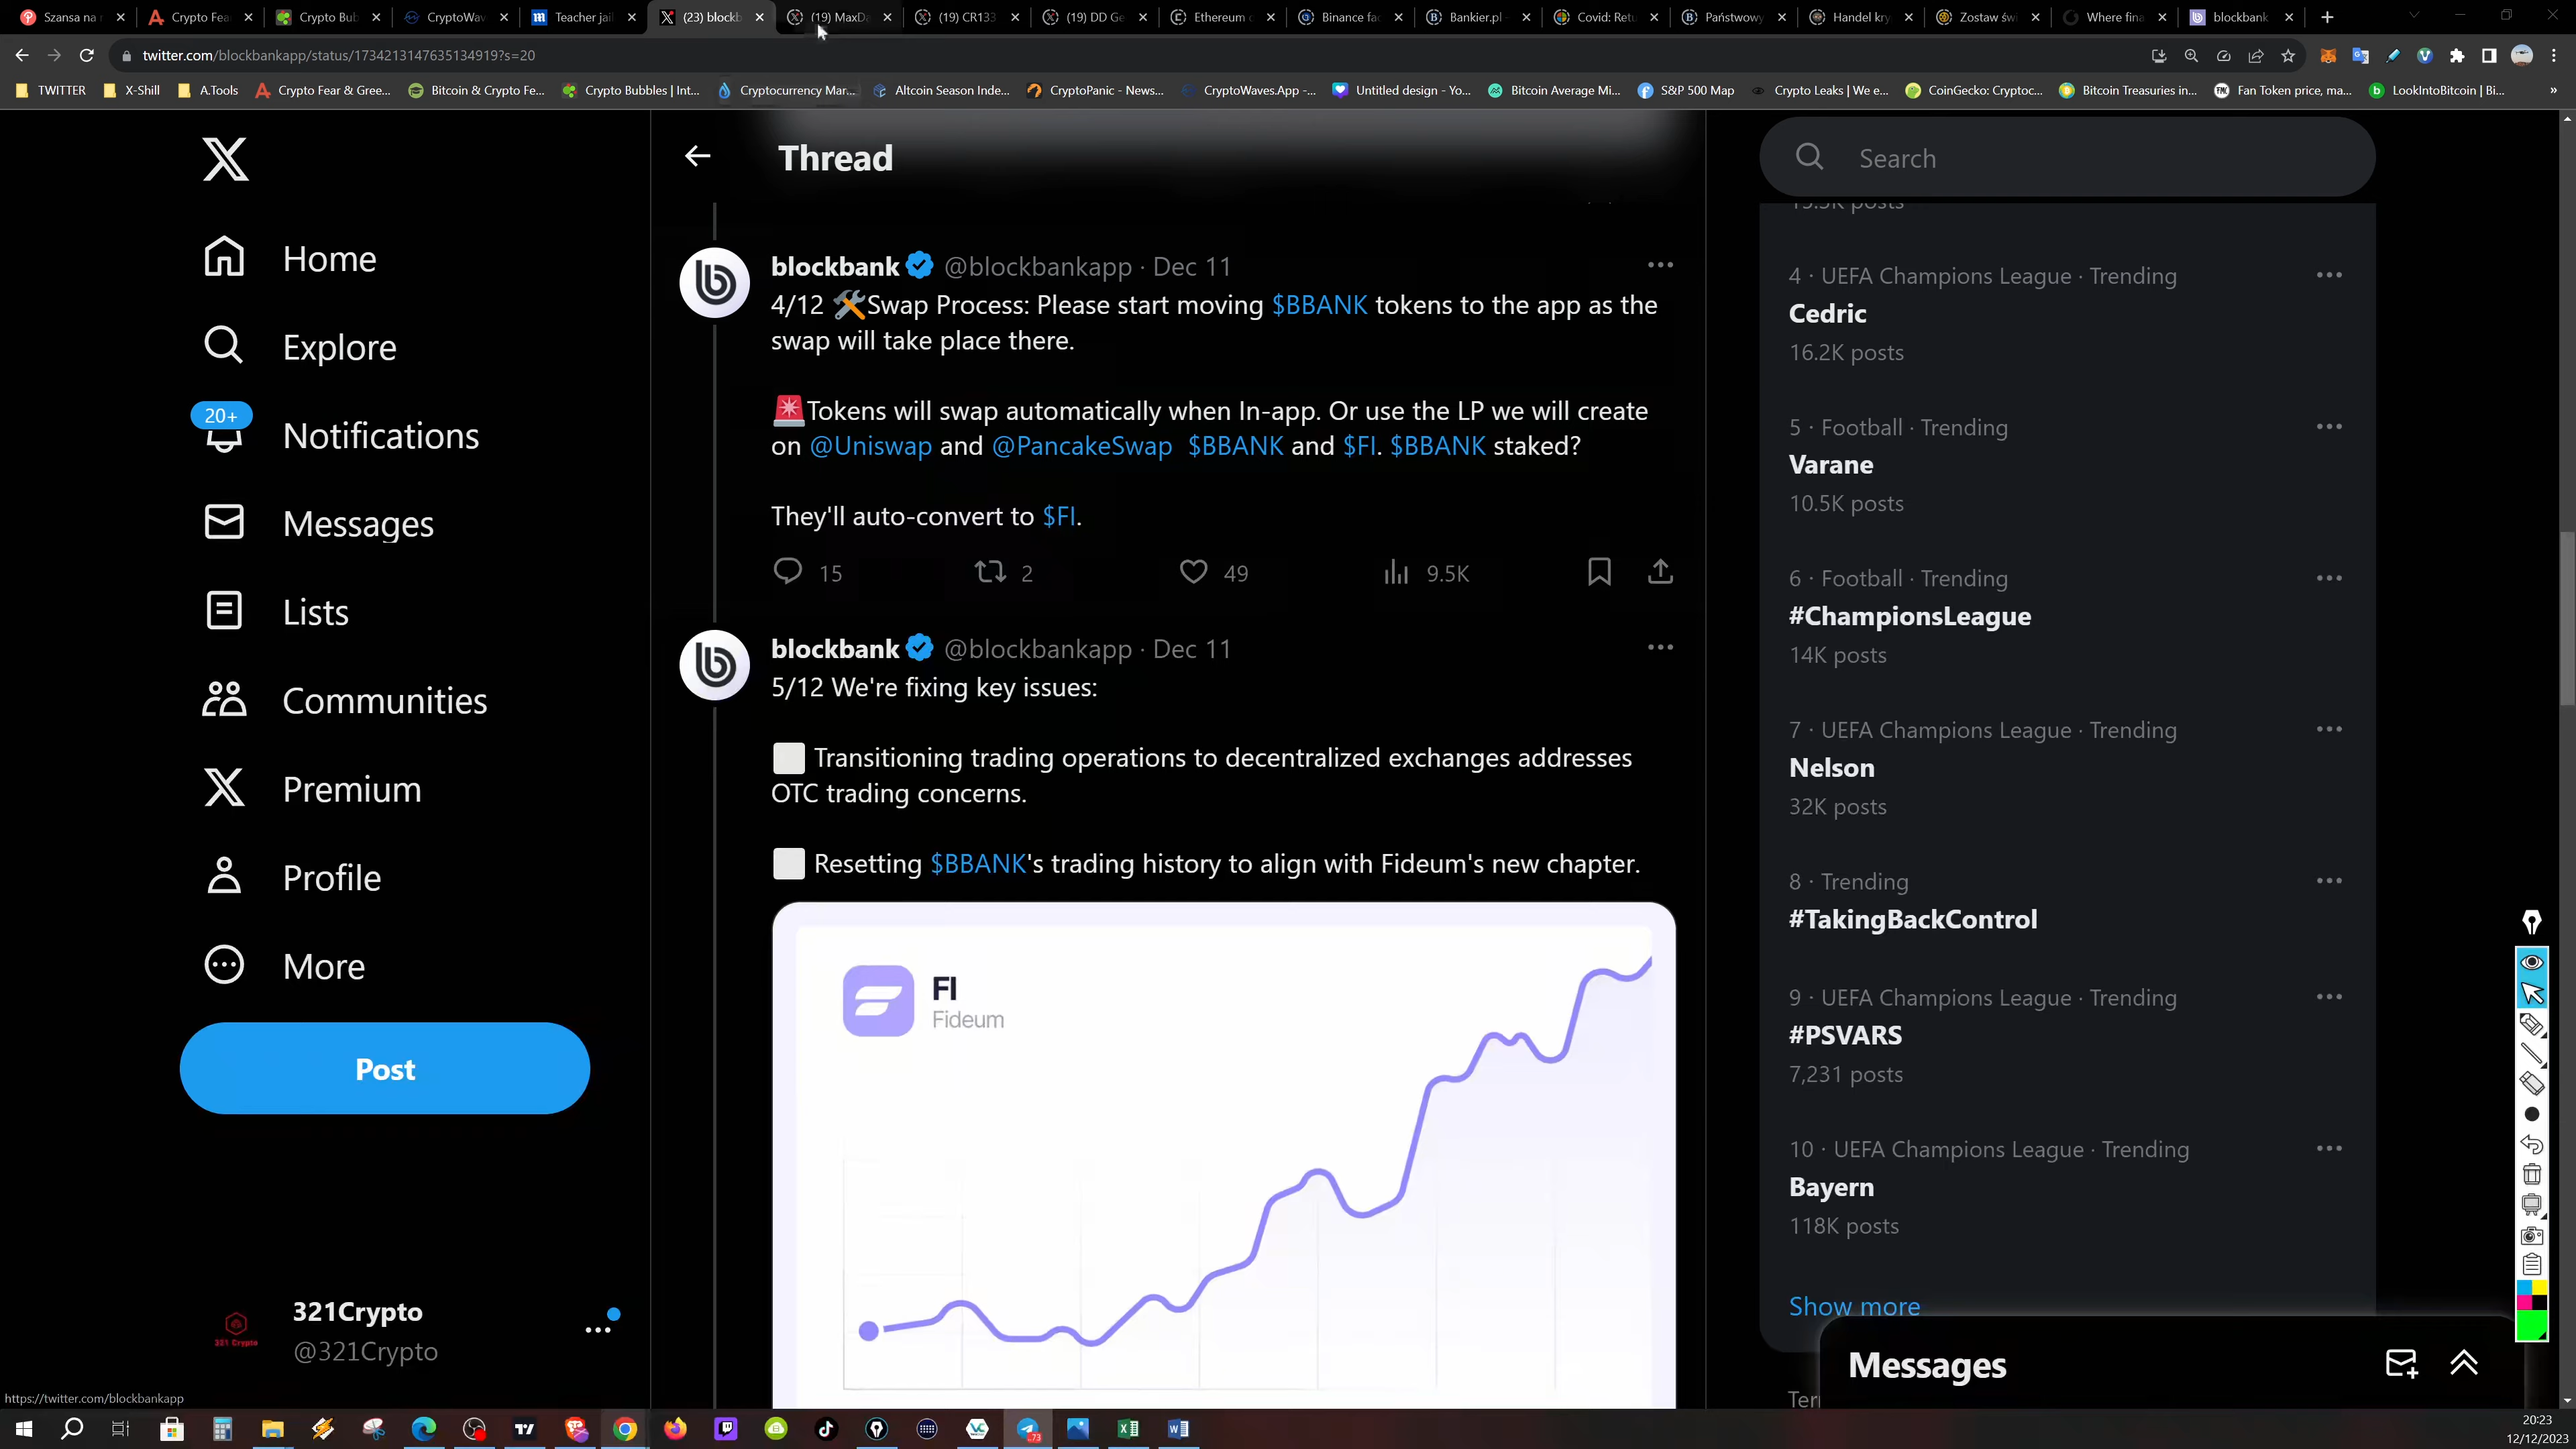 Szansa na r
Crypto Fear
Crypto Bub
CryptoWav
Teacher jail
(23) blockb
(19) MaxDa
(19) CR133
(19) DD Ge
Ethereum c
Binance fac
Bankier.pl -
Covid: Retu
Państwowy
Handel kry
Zostaw świ
Where fina
blockbank
twitter.com/blockbankapp/status/1734213147635134919?s=20
TWITTER
X-Shill
A.Tools
Crypto Fear & Gree...
Bitcoin & Crypto Fe...
Crypto Bubbles | Int...
Cryptocurrency Mar...
Altcoin Season Inde...
CryptoPanic - News...
CryptoWaves.App -...
Untitled design - Yo...
Bitcoin Average Mi...
S&P 500 Map
Crypto Leaks | We e...
CoinGecko: Cryptoc...
Bitcoin Treasuries in...
Fan Token price, ma...
LookIntoBitcoin | Bi...
Home
Explore
20+
Notifications
Messages
Lists
Communities
Premium
Profile
More
Post
321Crypto
@321Crypto
https://twitter.com/blockbankapp
Thread
blockbank @blockbankapp · Dec 11
4/12 🛠️Swap Process: Please start moving $BBANK tokens to the app as the
swap will take place there.
🚨Tokens will swap automatically when In-app. Or use the LP we will create
on @Uniswap and @PancakeSwap $BBANK and $FI. $BBANK staked?
They'll auto-convert to $FI.
15 2 49 9.5K
blockbank @blockbankapp · Dec 11
5/12 We're fixing key issues:
⬜ Transitioning trading operations to decentralized exchanges addresses
OTC trading concerns.
⬜ Resetting $BBANK's trading history to align with Fideum's new chapter.
FI
Fideum
Search
4 · UEFA Champions League · Trending
Cedric
16.2K posts
5 · Football · Trending
Varane
10.5K posts
6 · Football · Trending
#ChampionsLeague
14K posts
7 · UEFA Champions League · Trending
Nelson
32K posts
8 · Trending
#TakingBackControl
9 · UEFA Champions League · Trending
#PSVARS
7,231 posts
10 · UEFA Champions League · Trending
Bayern
118K posts
Show more
Messages
73
20:23
12/12/2023